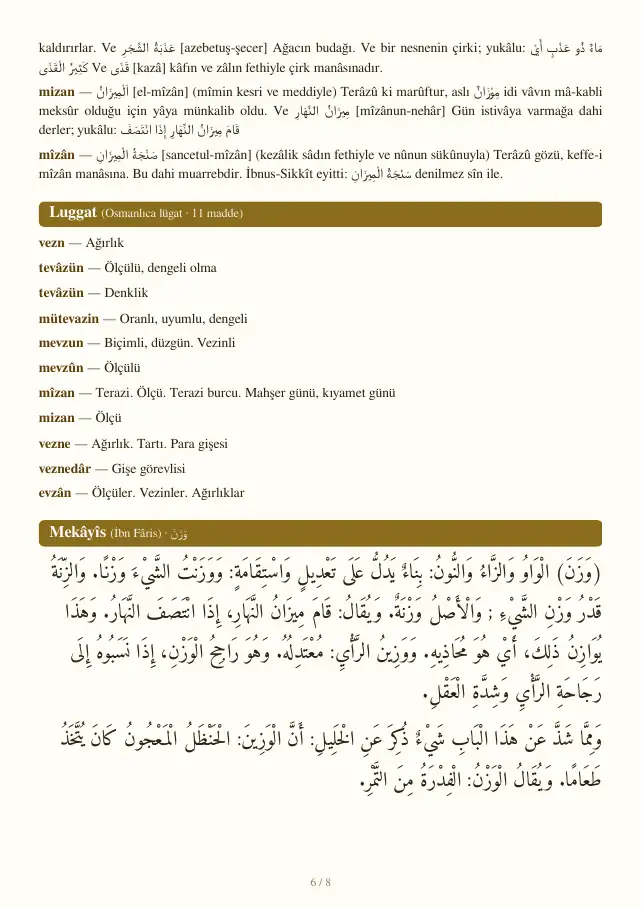 kaldırırlar. Ve عَذَبَةُ الشَّجَرِ [azebetuş-şecer] Ağacın budağı. Ve bir nesnenin çirki; yukâlu: مَاءٌ ذُو عَذَبٍ أَيْ
كَثِيرُ الْقَذَى Ve قَذَى [kazâ] kâfın ve zâlın fethiyle çirk manâsınadır.
mizan — اَلْمِيزَانُ [el-mîzân] (mîmin kesri ve meddiyle) Terâzû ki marûftur, aslı مِوْزَانٌ idi vâvın mâ-kabli
meksûr olduğu için yâya münkalib oldu. Ve مِيزَانُ النَّهَارِ [mîzânun-nehâr] Gün istivâya varmağa dahi
derler; yukâlu: قَامَ مِيزَانُ النَّهَارِ إِذَا انْتَصَفَ
mîzân — صَنْجَةُ الْمِيزَانِ [sancetul-mîzân] (kezâlik sâdın fethiyle ve nûnun sükûnuyla) Terâzû gözü, keffe-i
mîzân manâsına. Bu dahi muarrebdir. İbnus-Sikkît eyitti: سَنْجَةُ الْمِيزَانِ denilmez sîn ile.
Luggat (Osmanlıca lügat · 11 madde)
vezn — Ağırlık
tevâzün — Ölçülü, dengeli olma
tevâzün — Denklik
mütevazin — Oranlı, uyumlu, dengeli
mevzun — Biçimli, düzgün. Vezinli
mevzûn — Ölçülü
mîzan — Terazi. Ölçü. Terazi burcu. Mahşer günü, kıyamet günü
mizan — Ölçü
vezne — Ağırlık. Tartı. Para gişesi
veznedâr — Gişe görevlisi
evzân — Ölçüler. Vezinler. Ağırlıklar
Mekâyîs (İbn Fâris) · وَزَنَ
(وَزَنَ) الْوَاوُ وَالزَّاءُ وَالنُّونُ: بِنَاءٌ يَدُلُّ عَلَى تَعْدِيلٍ وَاسْتِقَامَةٍ: وَوَزَنْتُ الشَّيْءَ وَزْنًا. وَالزِّنَةُ
قَدْرُ وَزْنِ الشَّيْءِ ; وَالْأَصْلُ وَزْنَةٌ. وَيُقَالُ: قَامَ مِيزَانُ النَّهَارِ، إِذَا انْتَصَفَ النَّهَارُ. وَهَذَا
يُوَازِنُ ذَلِكَ، أَيْ هُوَ مُحَاذِيهِ. وَوَزِينُ الرَّأْيِ: مُعْتَدِلُهُ. وَهُوَ رَاجِحُ الْوَزْنِ، إِذَا نَسَبُوهُ إِلَى
رَجَاحَةِ الرَّأْيِ وَشِدَّةِ الْعَقْلِ.
وَمِمَّا شَذَّ عَنْ هَذَا الْبَابِ شَيْءٌ ذُكِرَ عَنِ الْخَلِيلِ: أَنَّ الْوَزِينَ: الْحَنْظَلُ الْمَعْجُونُ كَانَ يُتَّخَذُ
طَعَامًا. وَيُقَالُ الْوَزْنُ: الْفِدْرَةُ مِنَ التَّمْرِ.
6 / 8